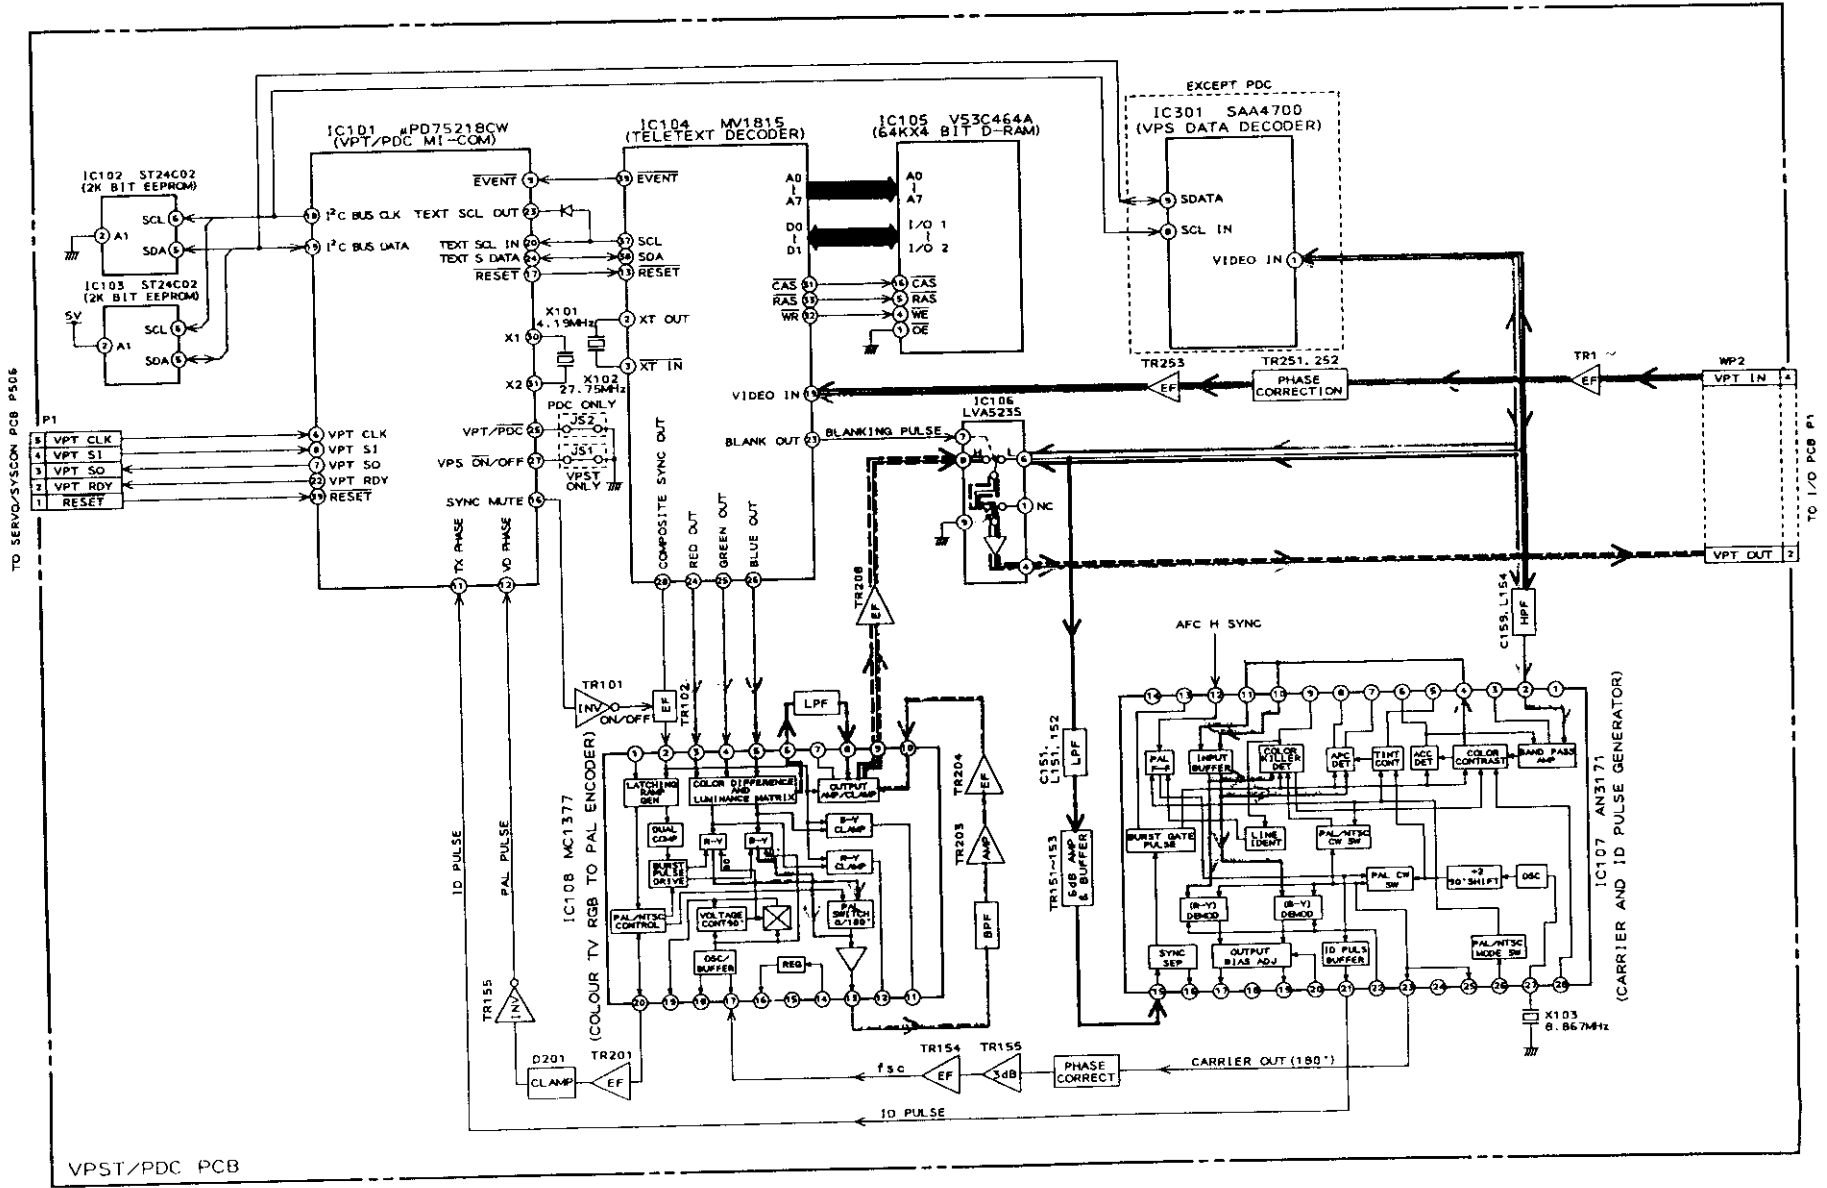 EXCEPT PDC
IC301 SAA4700
(VPS DATA DECODER)
SDATA
SCL IN
VIDEO IN
IC101 µPD75218CW
(VPT/PDC MI-COM)
IC104 MV1815
(TELETEXT DECODER)
IC105 V53C464A
(64KX4 BIT D-RAM)
IC102 ST24C02
(2K BIT EEPROM)
SCL
A1
SDA
IC103 ST24C02
(2K BIT EEPROM)
5V
SCL
A1
SDA
I²C BUS CLK
I²C BUS DATA
EVENT
TEXT SCL OUT
TEXT SCL IN
TEXT S DATA
RESET
X101
4.19MHz
X1
X2
X102
27.75MHz
PDC ONLY
VPT/PDC
JS2
VPS ON/OFF
JS1
VPST ONLY
SYNC MUTE
VPT CLK
VPT SI
VPT SO
VPT RDY
RESET
TX PHASE
VD PHASE
EVENT
SCL
SDA
RESET
XT OUT
XT IN
A0
A7
D0
D1
CAS
RAS
WR
VIDEO IN
BLANK OUT
COMPOSITE SYNC OUT
RED OUT
GREEN OUT
BLUE OUT
A0
A7
I/O 1
I/O 2
CAS
RAS
WE
OE
TO SERVO/SYSCON PCB P506
P1
5 VPT CLK
4 VPT SI
3 VPT SO
2 VPT RDY
1 RESET
TR253
EF
TR251, 252
PHASE CORRECTION
TR1
EF
WP2
VPT IN 4
VPT OUT 2
TO I/O PCB P1
IC106
LVA523S
BLANKING PULSE
H
L
NC
TR208
EF
AFC H SYNC
C159, L154
HPF
TR101
INV
ON/OFF
EF
TR102
LPF
TR204
EF
TR203
AMP
BPF
C151,
L151, 152
LPF
TR151~153
6dB AMP
& BUFFER
ID PULSE
PAL PULSE
TR155
INV
D201
CLAMP
TR201
EF
IC108 MC1377
(COLOUR TV RGB TO PAL ENCODER)
LATCHING RAMP GEN
COLOR DIFFERENCE AND LUMINANCE MATRIX
OUTPUT AMP/CLAMP
DUAL COMP
R-Y
B-Y
B-Y CLAMP
R-Y CLAMP
BURST PULSE DRIVE
PAL/NTSC CONTROL
VOLTAGE CONT 90°
PAL SWITCH 0/180°
OSC/BUFFER
REG
IC107 AN3171
(CARRIER AND ID PULSE GENERATOR)
PAL F-F
INPUT BUFFER
COLOR KILLER DET
APC DET
TINT CONT
ACC DET
COLOR CONTRAST
BAND PASS AMP
BURST GATE PULSE
LINE IDENT
PAL/NTSC CW SW
PAL CW SW
÷2 90°SHIFT
OSC
(R-Y) DEMOD
(B-Y) DEMOD
SYNC SEP
OUTPUT BIAS ADJ
ID PULS BUFFER
PAL/NTSC MODE SW
X103
8.867MHz
fsc
TR154
EF
TR155
3dB
PHASE CORRECT
CARRIER OUT (180°)
ID PULSE
VPST/PDC PCB